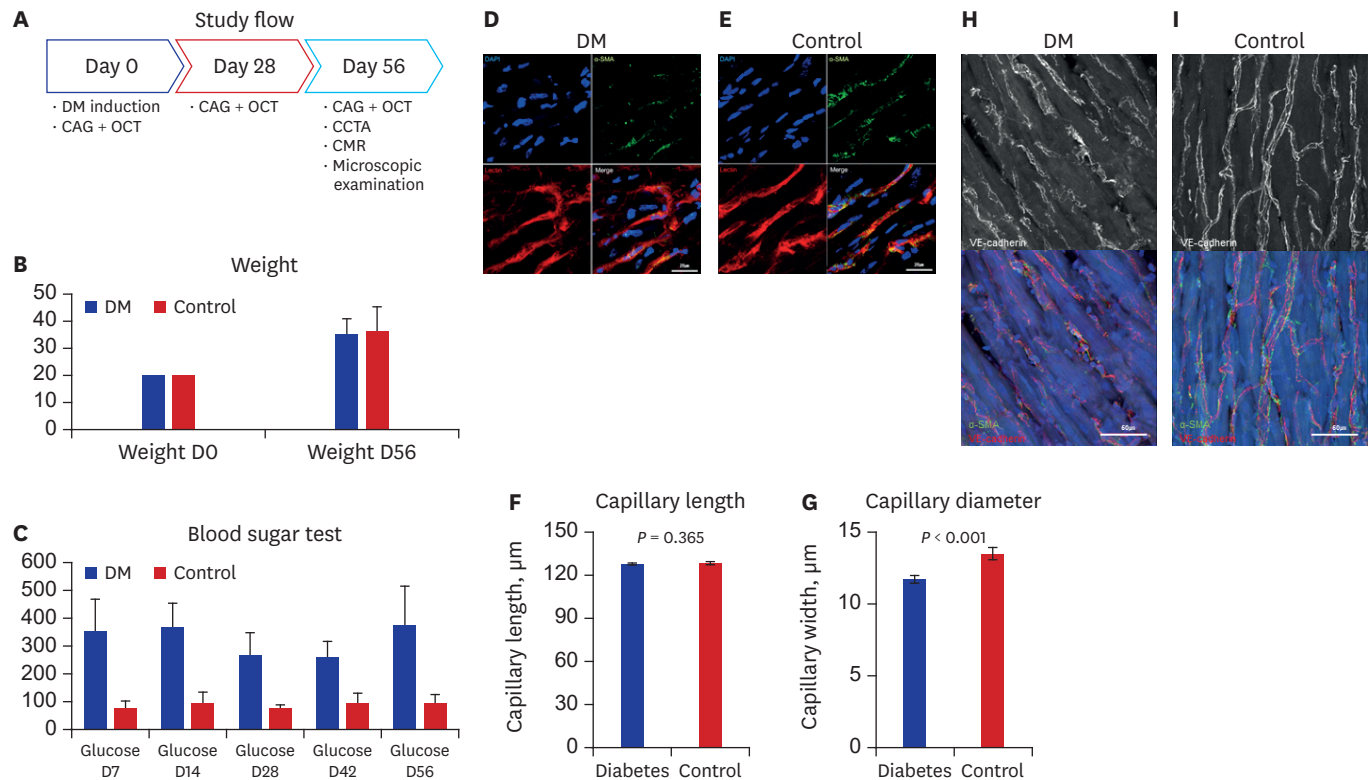 A
Study flow
Day 0
Day 28
Day 56
· DM induction
· CAG + OCT
· CAG + OCT
· CAG + OCT
· CCTA
· CMR
· Microscopic
examination
B
Weight
DM
Control
50
40
30
20
10
0
Weight D0
Weight D56
C
Blood sugar test
DM
Control
600
500
400
300
200
100
0
Glucose
D7
Glucose
D14
Glucose
D28
Glucose
D42
Glucose
D56
D
DM
DAPI
α-SMA
Lectin
Merge
E
Control
α-SMA
Lectin
Merge
F
Capillary length
P = 0.365
Capillary length, µm
150
120
90
60
30
0
Diabetes
Control
G
Capillary diameter
P < 0.001
Capillary width, µm
15
10
5
0
Diabetes
Control
H
DM
VE-cadherin
α-SMA
VE-cadherin
60µm
I
Control
VE-cadherin
α-SMA
VE-cadherin
60µm